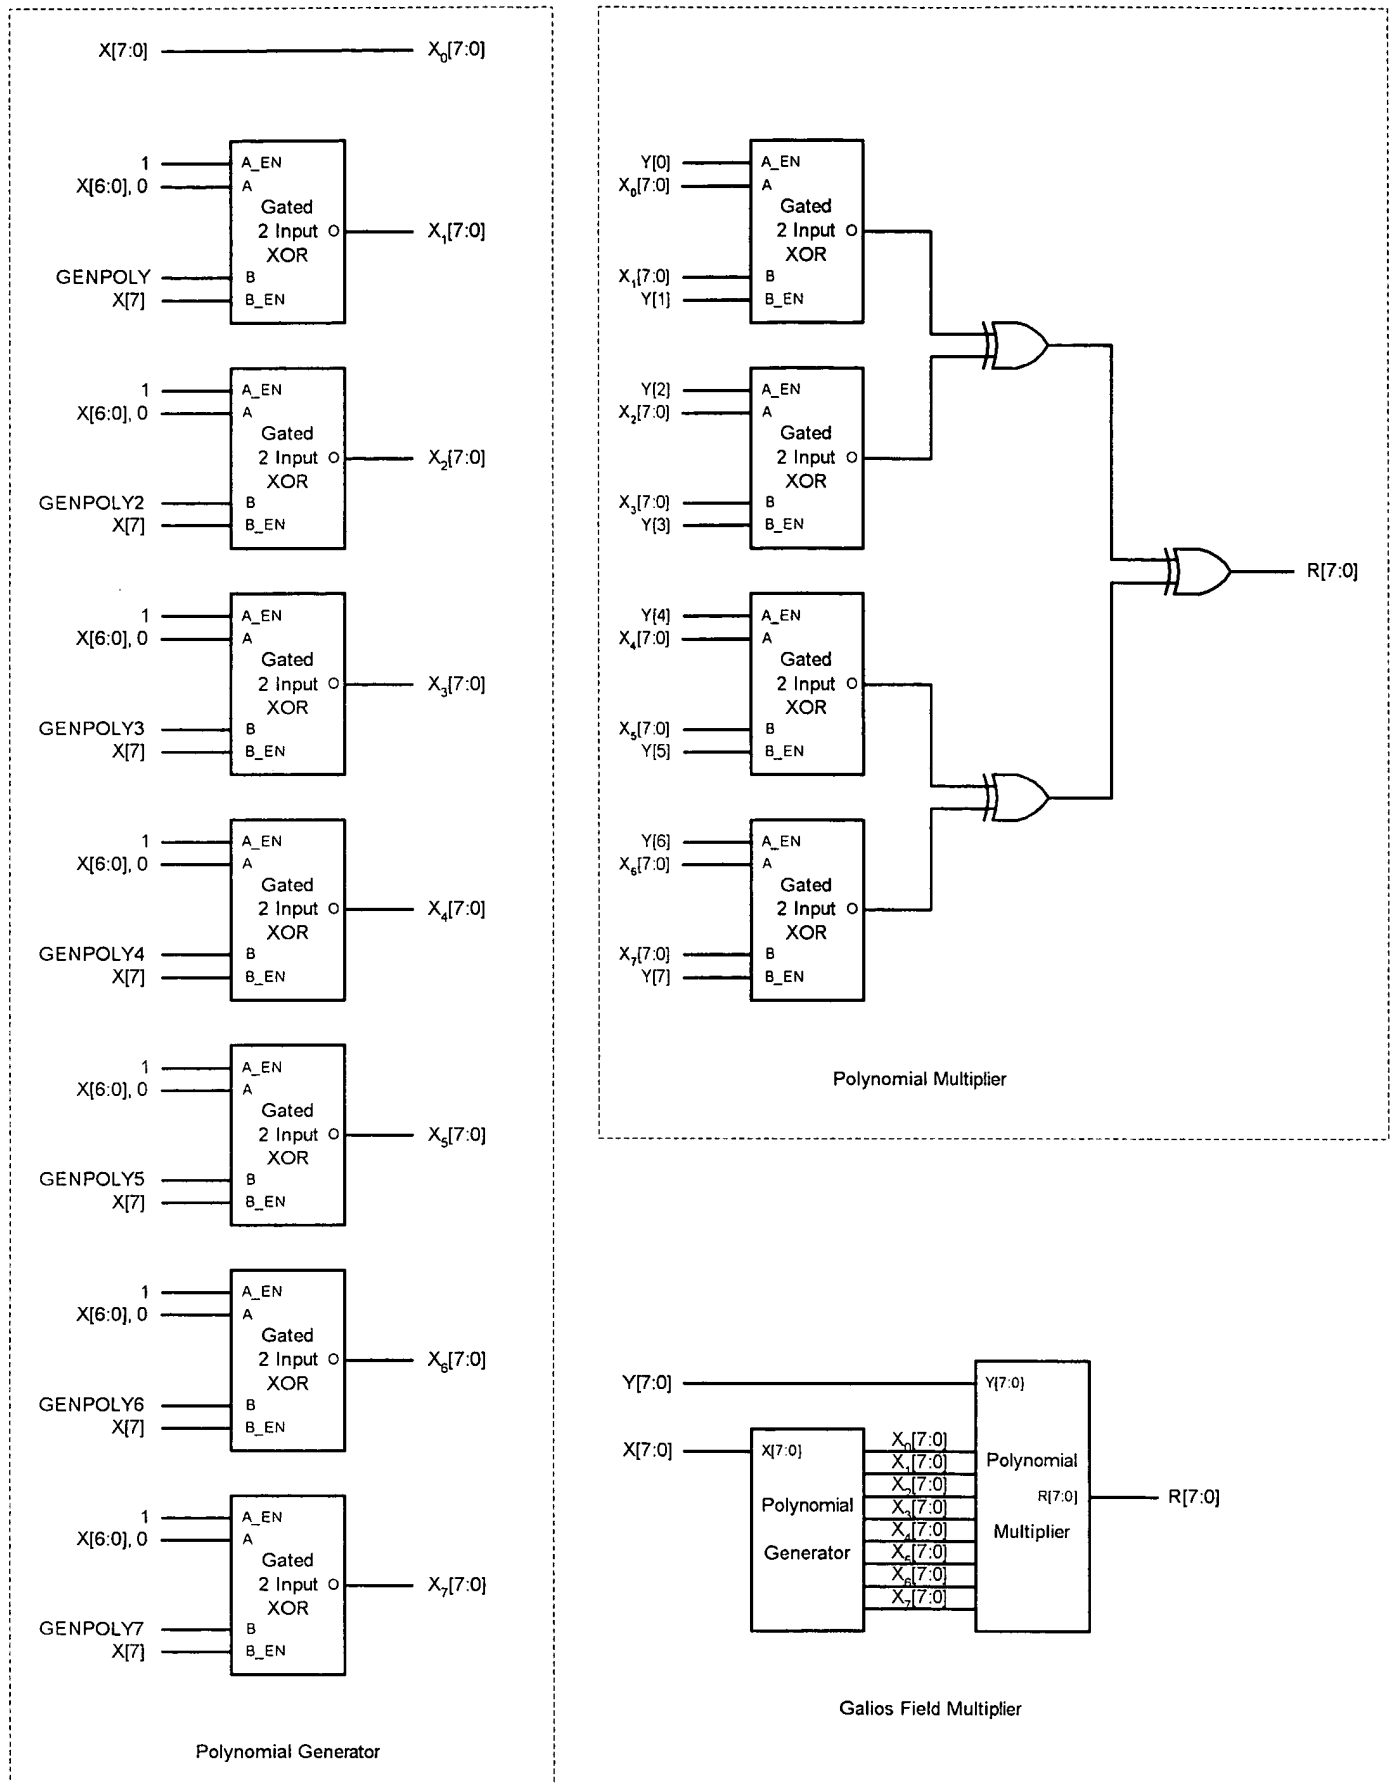 X[7:0] X0[7:0]
1 A_EN
X[6:0], 0 A
Gated
2 Input O X1[7:0]
XOR
GENPOLY B
X[7] B_EN
1 A_EN
X[6:0], 0 A
Gated
2 Input O X2[7:0]
XOR
GENPOLY2 B
X[7] B_EN
1 A_EN
X[6:0], 0 A
Gated
2 Input O X3[7:0]
XOR
GENPOLY3 B
X[7] B_EN
1 A_EN
X[6:0], 0 A
Gated
2 Input O X4[7:0]
XOR
GENPOLY4 B
X[7] B_EN
1 A_EN
X[6:0], 0 A
Gated
2 Input O X5[7:0]
XOR
GENPOLY5 B
X[7] B_EN
1 A_EN
X[6:0], 0 A
Gated
2 Input O X6[7:0]
XOR
GENPOLY6 B
X[7] B_EN
1 A_EN
X[6:0], 0 A
Gated
2 Input O X7[7:0]
XOR
GENPOLY7 B
X[7] B_EN
Polynomial Generator
Y[0] A_EN
X0[7:0] A
Gated
2 Input O
XOR
X1[7:0] B
Y[1] B_EN
Y[2] A_EN
X2[7:0] A
Gated
2 Input O
XOR
X3[7:0] B
Y[3] B_EN
R[7:0]
Y[4] A_EN
X4[7:0] A
Gated
2 Input O
XOR
X5[7:0] B
Y[5] B_EN
Y[6] A_EN
X6[7:0] A
Gated
2 Input O
XOR
X7[7:0] B
Y[7] B_EN
Polynomial Multiplier
Y[7:0] Y[7:0]
X[7:0] X[7:0]
Polynomial
Generator
X0[7:0]
X1[7:0]
X2[7:0]
X3[7:0]
X4[7:0]
X5[7:0]
X6[7:0]
X7[7:0]
Polynomial
R[7:0] R[7:0]
Multiplier
Galios Field Multiplier